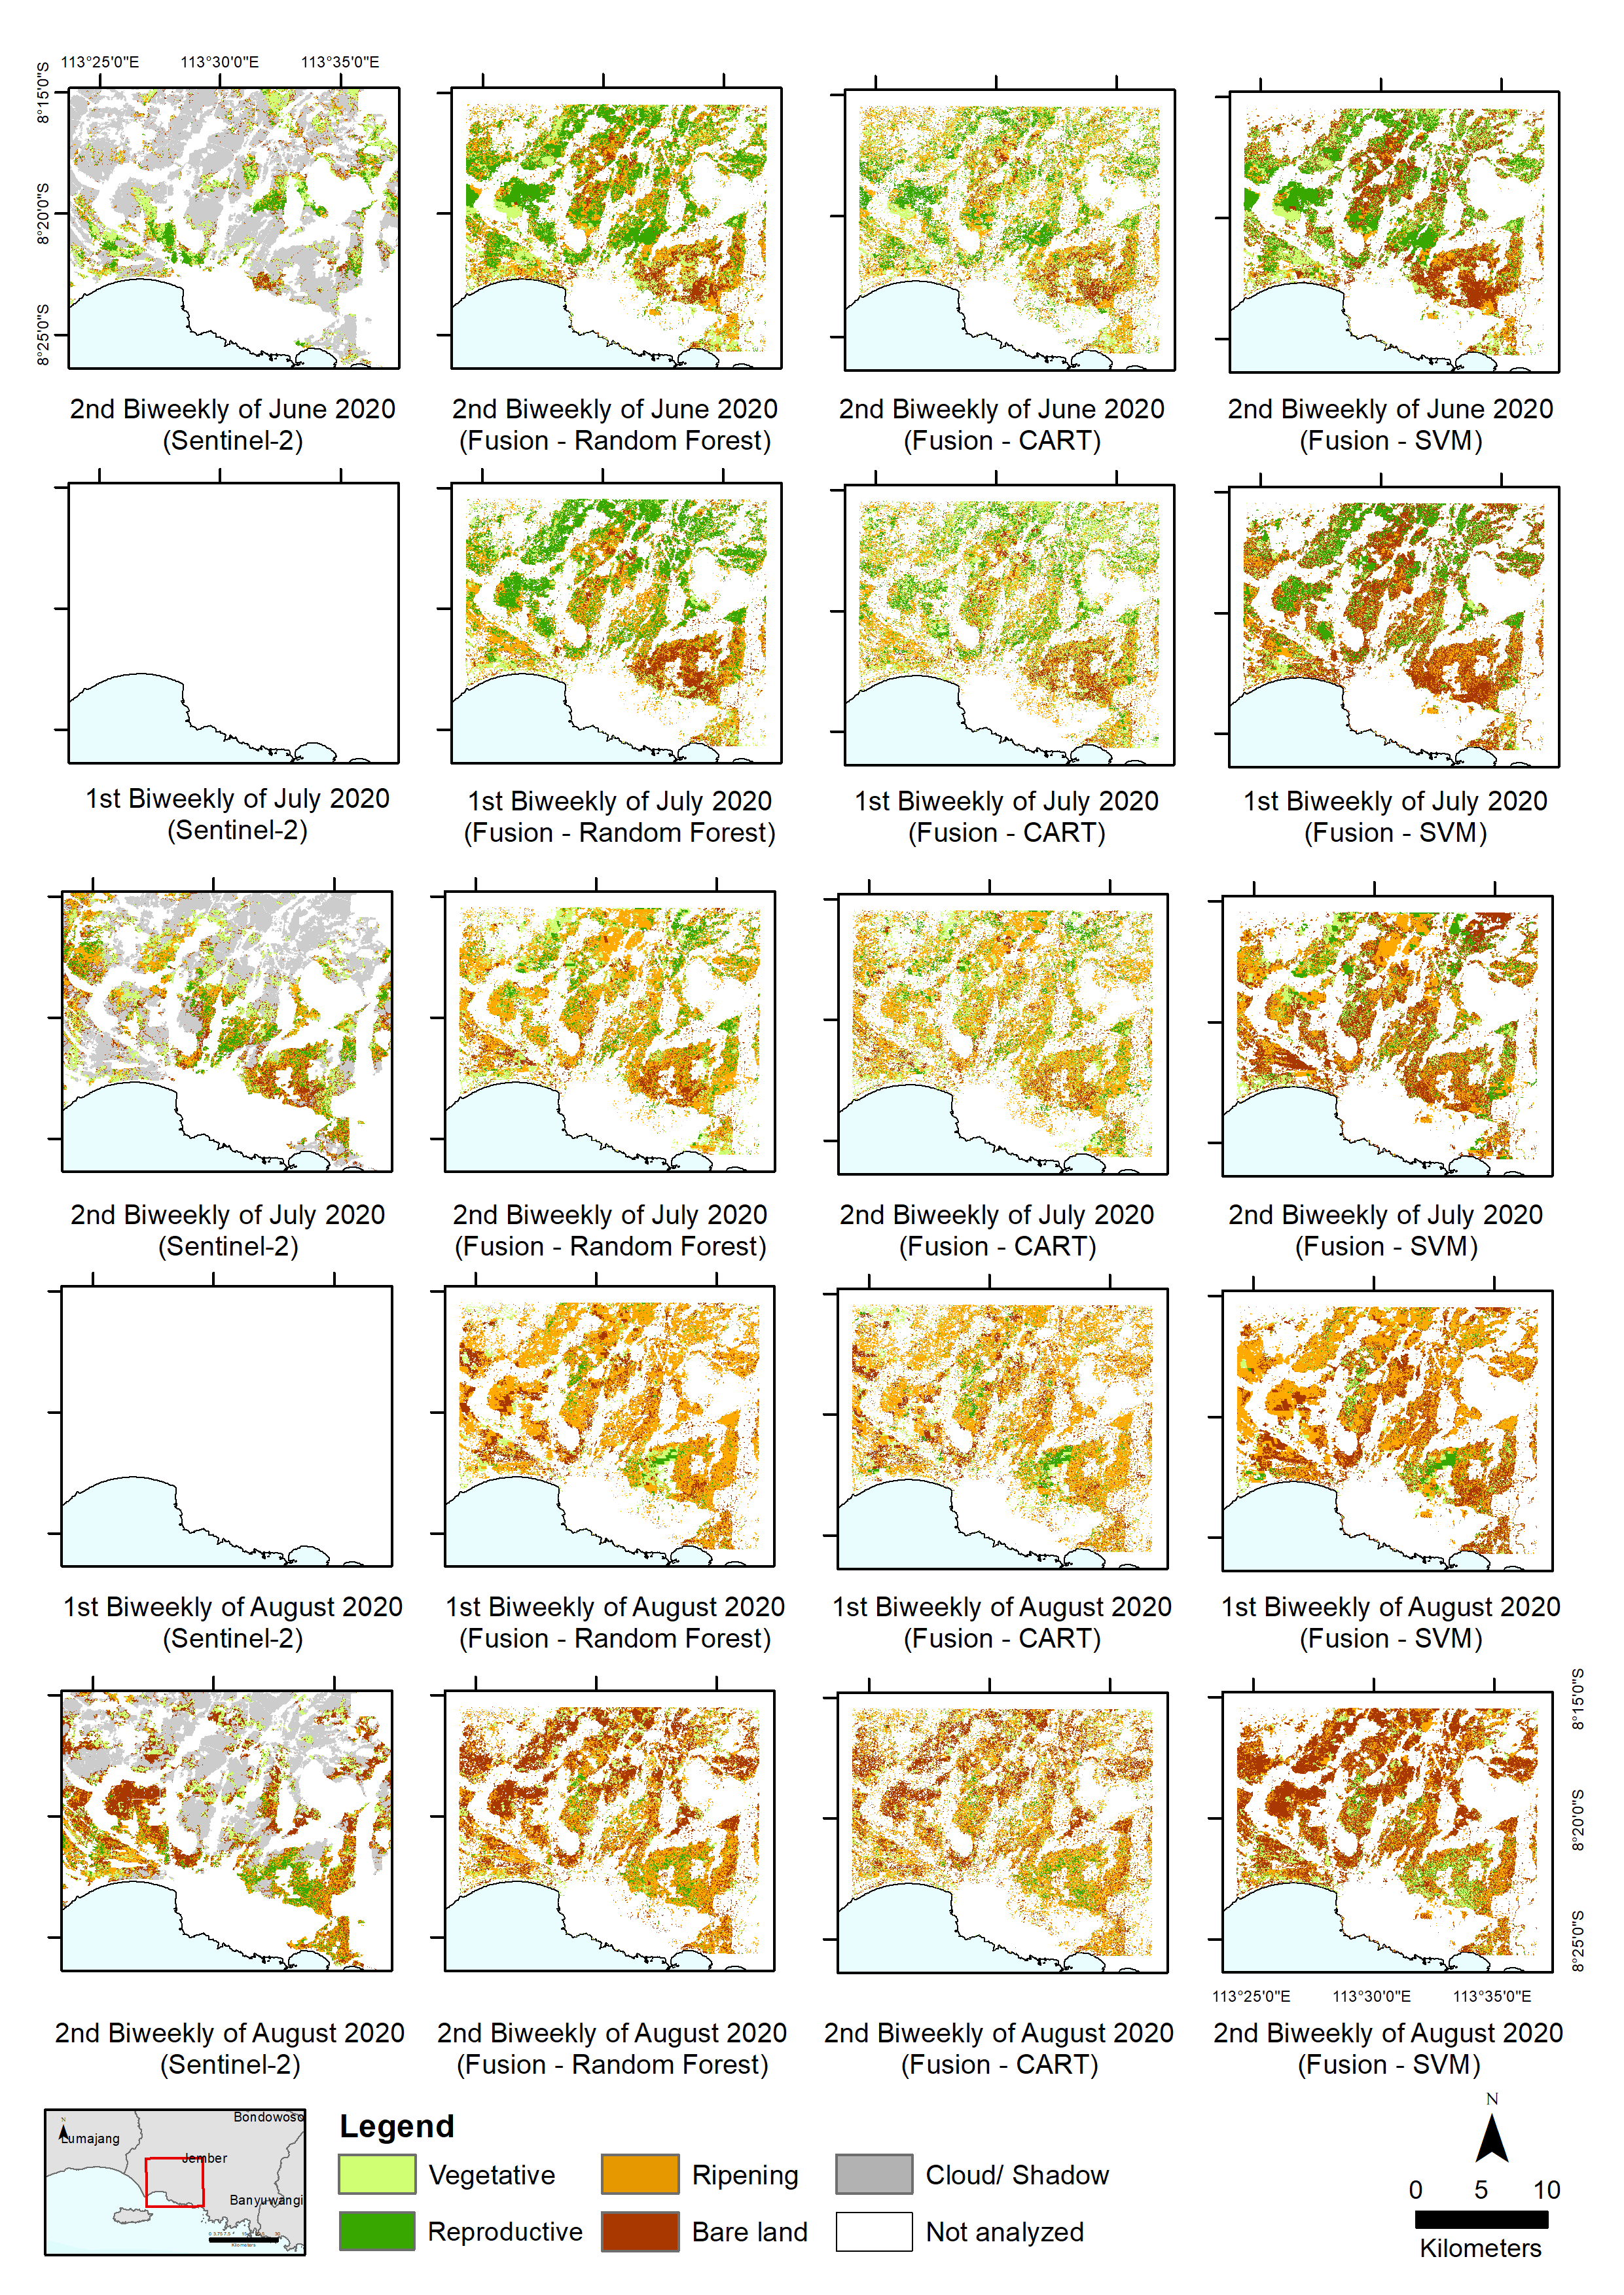 113°25'0"E 113°30'0"E 113°35'0"E
8°15'0"S
8°20'0"S
8°25'0"S
2nd Biweekly of June 2020
(Sentinel-2)
2nd Biweekly of June 2020
(Fusion - Random Forest)
2nd Biweekly of June 2020
(Fusion - CART)
2nd Biweekly of June 2020
(Fusion - SVM)
1st Biweekly of July 2020
(Sentinel-2)
1st Biweekly of July 2020
(Fusion - Random Forest)
1st Biweekly of July 2020
(Fusion - CART)
1st Biweekly of July 2020
(Fusion - SVM)
2nd Biweekly of July 2020
(Sentinel-2)
2nd Biweekly of July 2020
(Fusion - Random Forest)
2nd Biweekly of July 2020
(Fusion - CART)
2nd Biweekly of July 2020
(Fusion - SVM)
1st Biweekly of August 2020
(Sentinel-2)
1st Biweekly of August 2020
(Fusion - Random Forest)
1st Biweekly of August 2020
(Fusion - CART)
1st Biweekly of August 2020
(Fusion - SVM)
8°15'0"S
8°20'0"S
8°25'0"S
113°25'0"E 113°30'0"E 113°35'0"E
2nd Biweekly of August 2020
(Sentinel-2)
2nd Biweekly of August 2020
(Fusion - Random Forest)
2nd Biweekly of August 2020
(Fusion - CART)
2nd Biweekly of August 2020
(Fusion - SVM)
N
Bondowoso
Lumajang
Jember
Banyuwangi
Kilometers
Legend
Vegetative
Ripening
Cloud/ Shadow
Reproductive
Bare land
Not analyzed
N
0 5 10
Kilometers